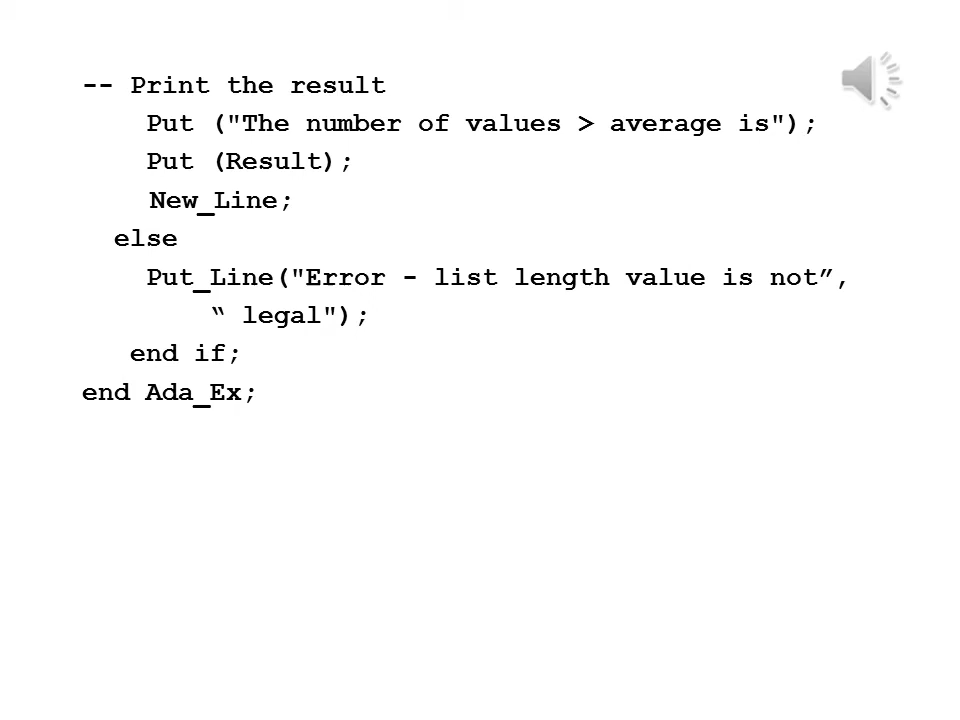 -- Print the result
Put ("The number of values > average is");
Put (Result);
New_Line;
else
Put_Line("Error - list length value is not”,
“ legal");
end if;
end Ada_Ex;